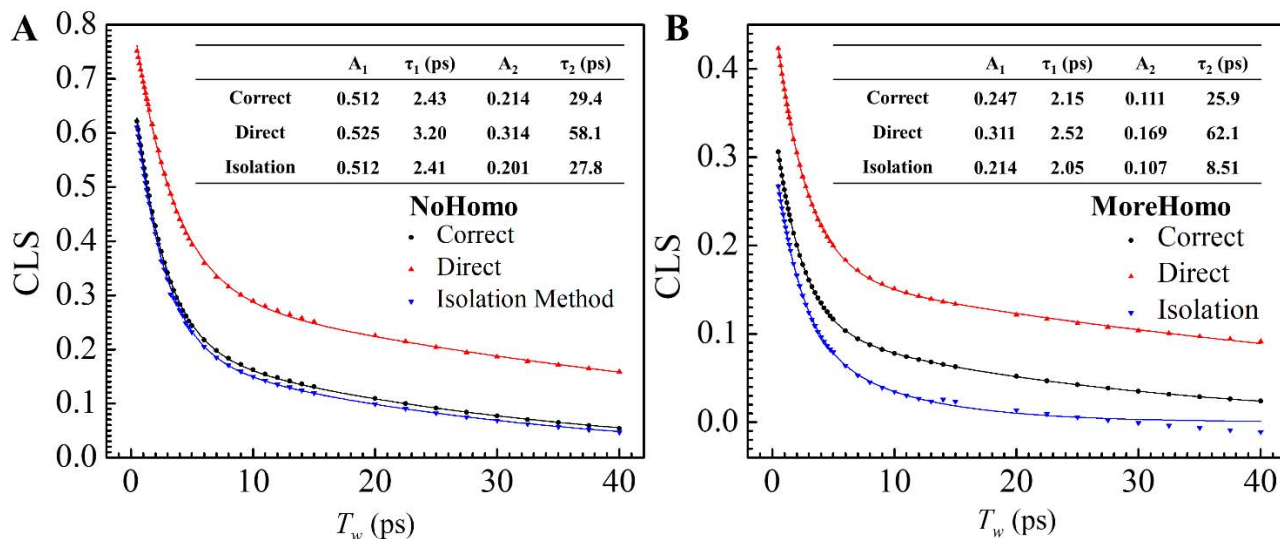 A
0.8
0.7
0.6
0.5
0.4
0.3
0.2
0.1
0.0
CLS
A1 τ1 (ps) A2 τ2 (ps)
Correct 0.512 2.43 0.214 29.4
Direct 0.525 3.20 0.314 58.1
Isolation 0.512 2.41 0.201 27.8
NoHomo
Correct
Direct
Isolation Method
0 10 20 30 40
Tw (ps)
B
0.4
0.3
0.2
0.1
0.0
CLS
A1 τ1 (ps) A2 τ2 (ps)
Correct 0.247 2.15 0.111 25.9
Direct 0.311 2.52 0.169 62.1
Isolation 0.214 2.05 0.107 8.51
MoreHomo
Correct
Direct
Isolation
0 10 20 30 40
Tw (ps)